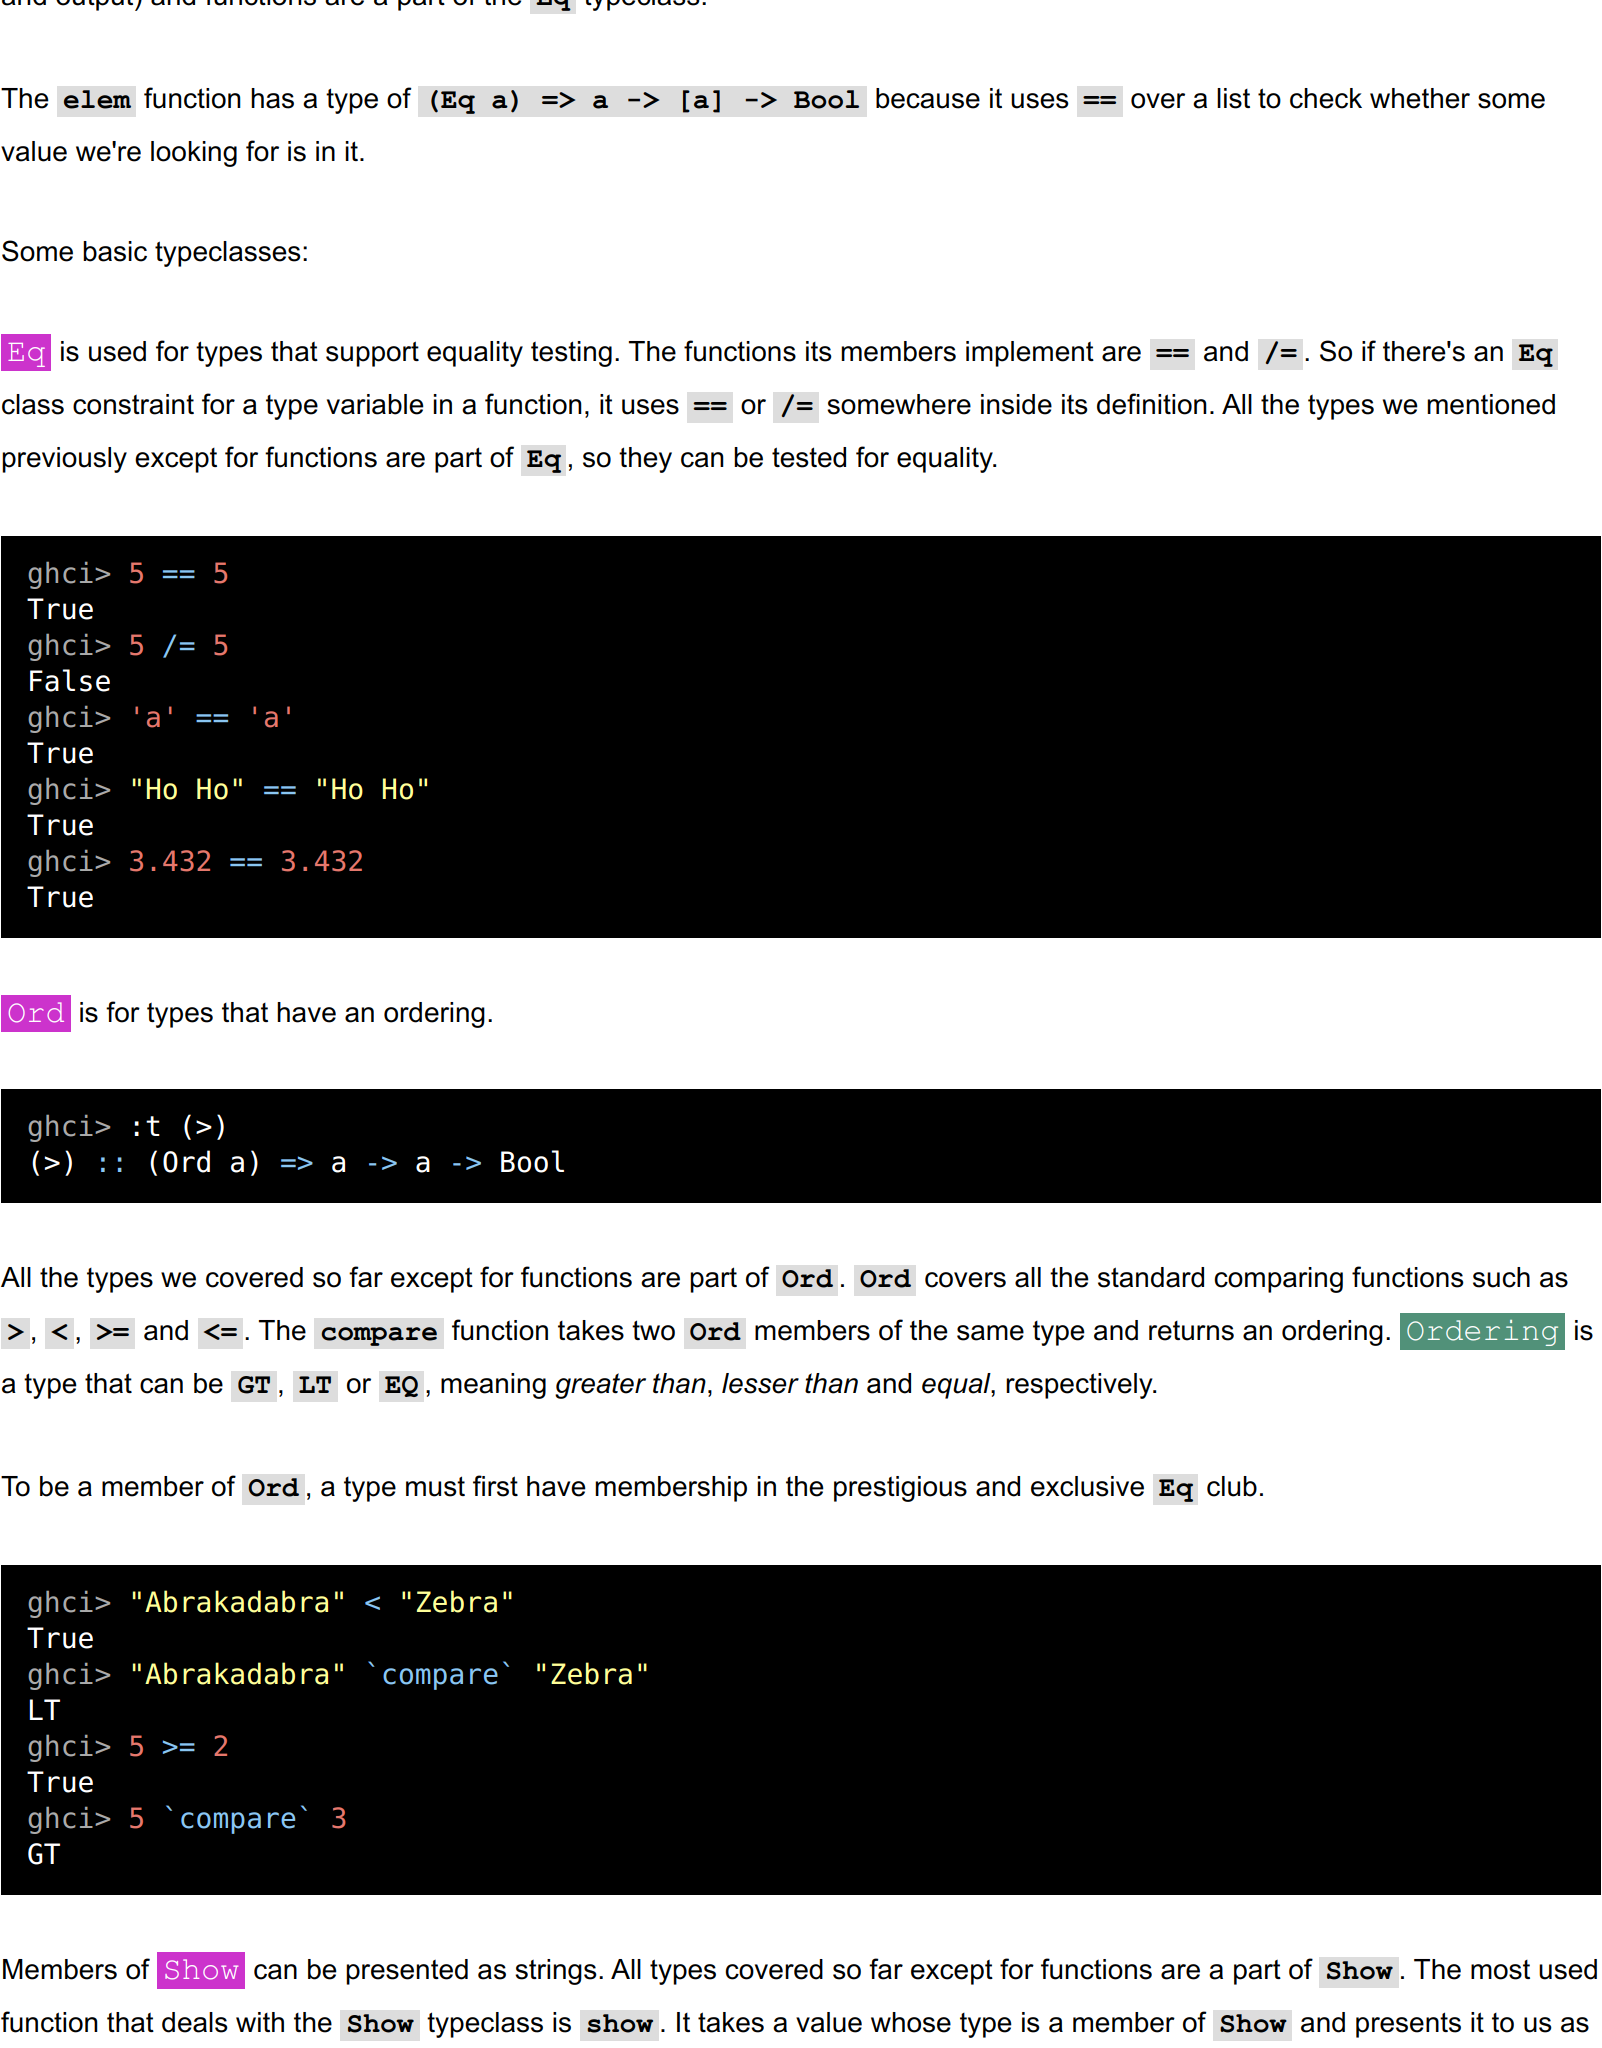 and output) and functions are a part of the Eq typeclass.
The elem function has a type of (Eq a) => a -> [a] -> Bool because it uses == over a list to check whether some
value we're looking for is in it.
Some basic typeclasses:
Eq is used for types that support equality testing. The functions its members implement are == and /=. So if there's an Eq
class constraint for a type variable in a function, it uses == or /= somewhere inside its definition. All the types we mentioned
previously except for functions are part of Eq, so they can be tested for equality.
ghci> 5 == 5
True
ghci> 5 /= 5
False
ghci> 'a' == 'a'
True
ghci> "Ho Ho" == "Ho Ho"
True
ghci> 3.432 == 3.432
True
Ord is for types that have an ordering.
ghci> :t (>)
(>) :: (Ord a) => a -> a -> Bool
All the types we covered so far except for functions are part of Ord. Ord covers all the standard comparing functions such as
>, <, >= and <=. The compare function takes two Ord members of the same type and returns an ordering. Ordering is
a type that can be GT, LT or EQ, meaning greater than, lesser than and equal, respectively.
To be a member of Ord, a type must first have membership in the prestigious and exclusive Eq club.
ghci> "Abrakadabra" < "Zebra"
True
ghci> "Abrakadabra" `compare` "Zebra"
LT
ghci> 5 >= 2
True
ghci> 5 `compare` 3
GT
Members of Show can be presented as strings. All types covered so far except for functions are a part of Show. The most used
function that deals with the Show typeclass is show. It takes a value whose type is a member of Show and presents it to us as